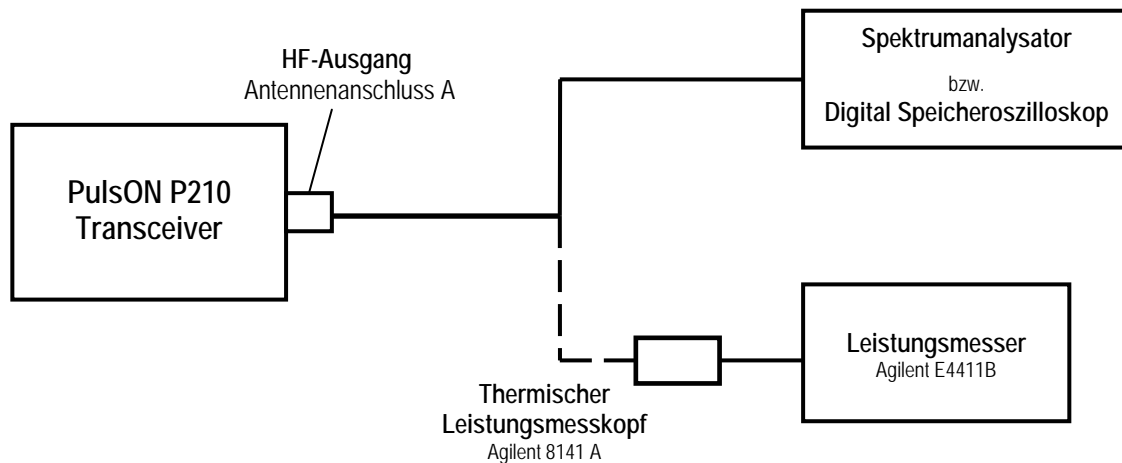 HF-Ausgang
Antennenanschluss A
PulsON P210
Transceiver
Spektrumanalysator
bzw.
Digital Speicheroszilloskop
Thermischer
Leistungsmesskopf
Agilent 8141 A
Leistungsmesser
Agilent E4411B